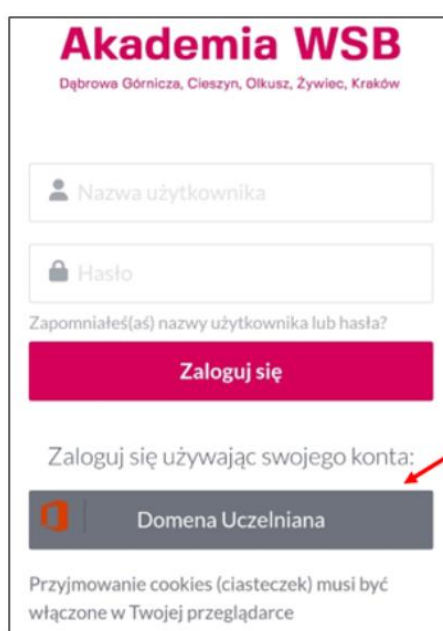 Akademia WSB
Dąbrowa Górnicza, Cieszyn, Olkusz, Żywiec, Kraków
Nazwa użytkownika
Hasło
Zapomniałeś(aś) nazwy użytkownika lub hasła?
Zaloguj się
Zaloguj się używając swojego konta:
Domena Uczelniana
Przyjmowanie cookies (ciasteczek) musi być
włączone w Twojej przeglądarce